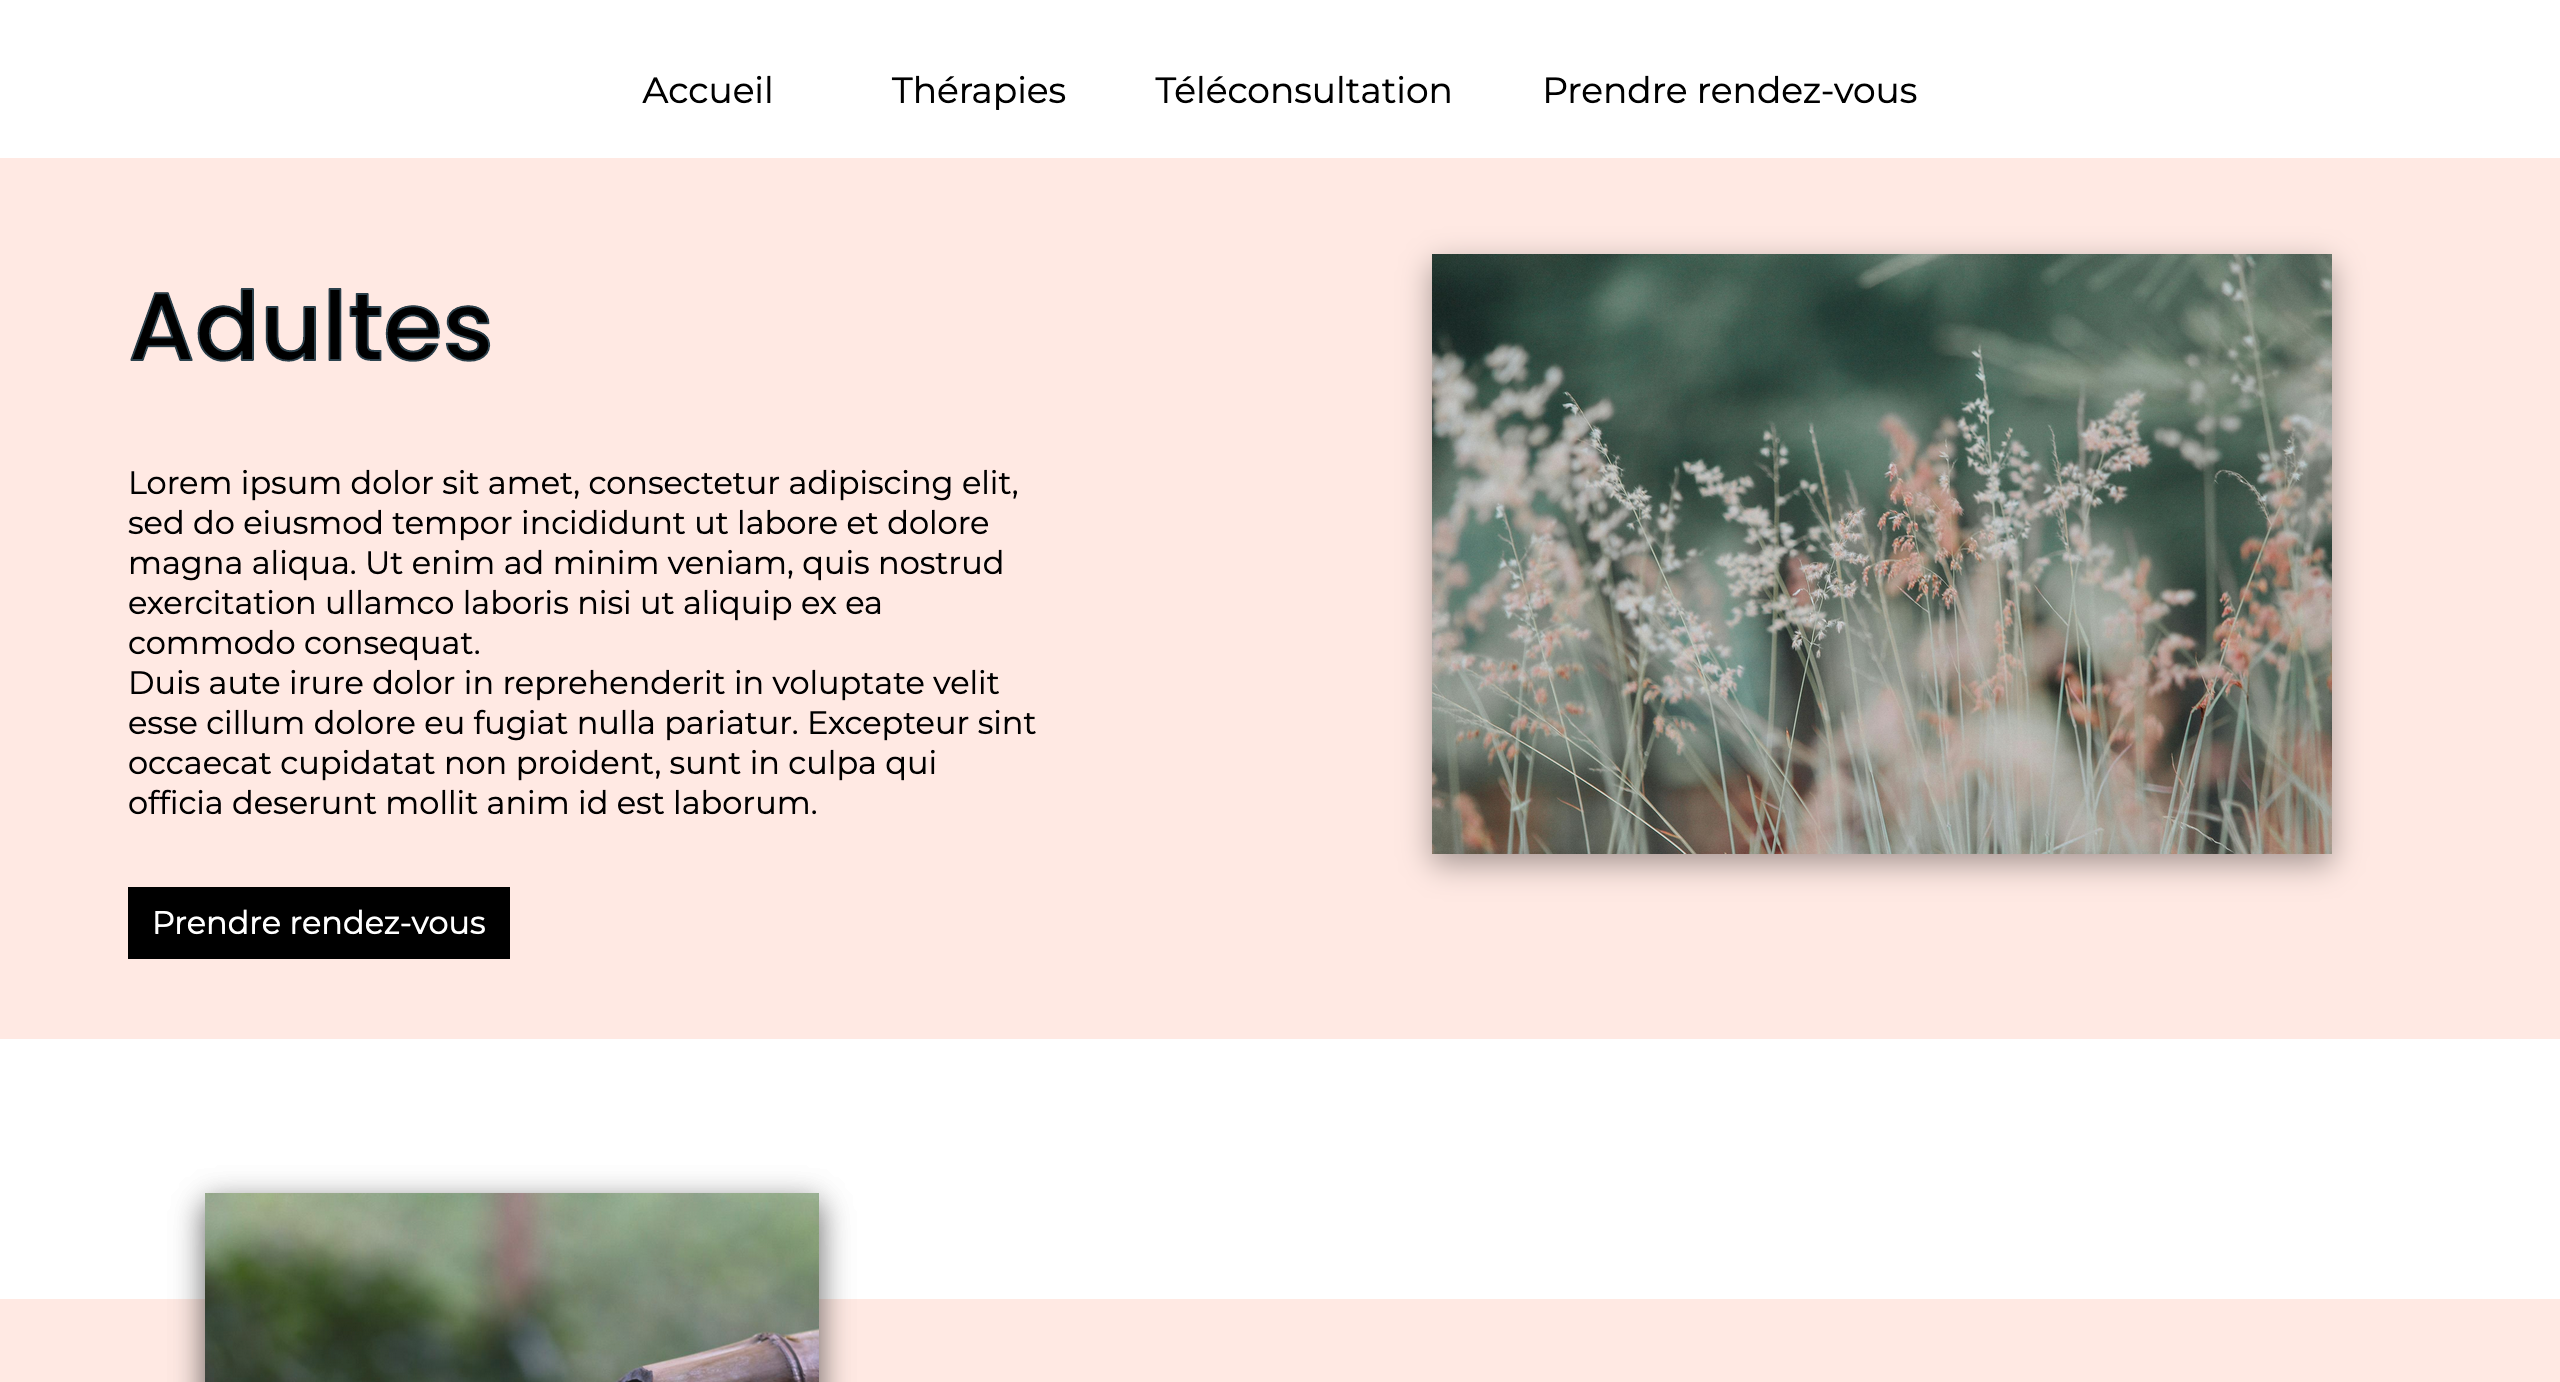 Accueil
Thérapies
Téléconsultation
Prendre rendez-vous
Adultes
Lorem ipsum dolor sit amet, consectetur adipiscing elit,
sed do eiusmod tempor incididunt ut labore et dolore
magna aliqua. Ut enim ad minim veniam, quis nostrud
exercitation ullamco laboris nisi ut aliquip ex ea
commodo consequat.
Duis aute irure dolor in reprehenderit in voluptate velit
esse cillum dolore eu fugiat nulla pariatur. Excepteur sint
occaecat cupidatat non proident, sunt in culpa qui
officia deserunt mollit anim id est laborum.
Prendre rendez-vous